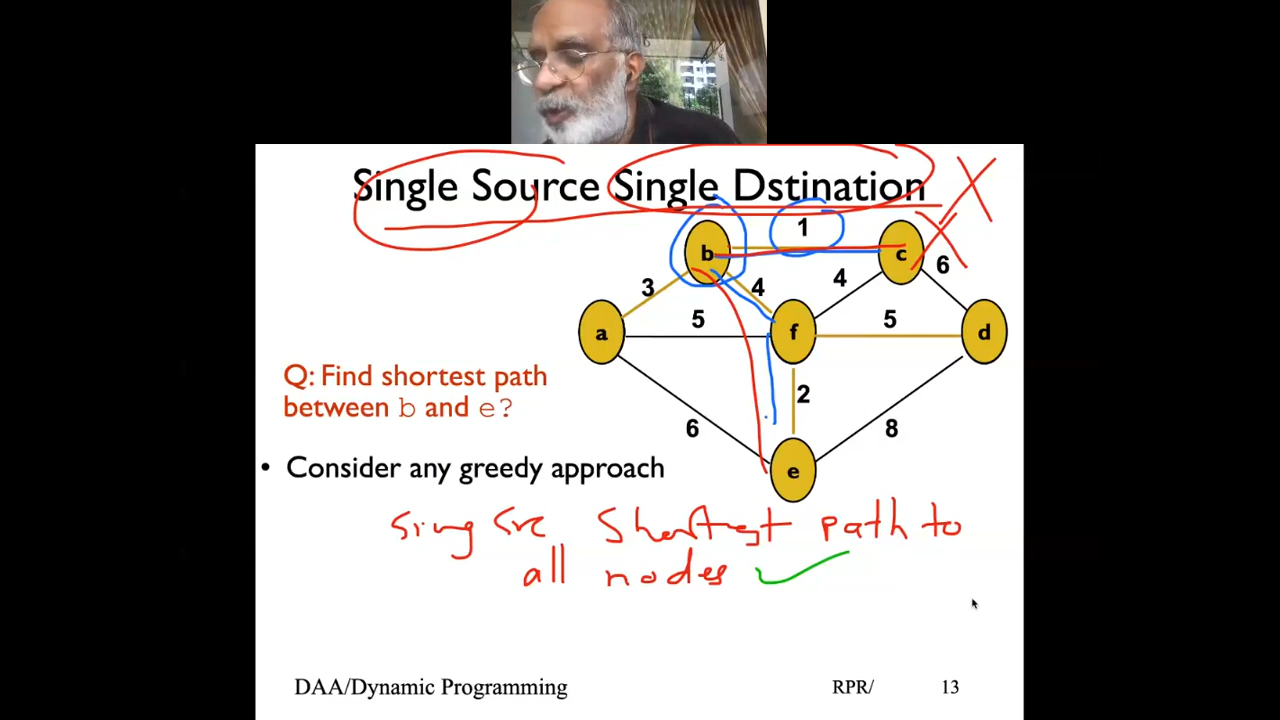 Single Source Single Dstination
1
b
c
6
3
4
4
5
5
a
f
d
Q: Find shortest path
between b and e?
2
6
8
• Consider any greedy approach
e
Sing Src Shortest path to
all nodes
DAA/Dynamic Programming
RPR/
13